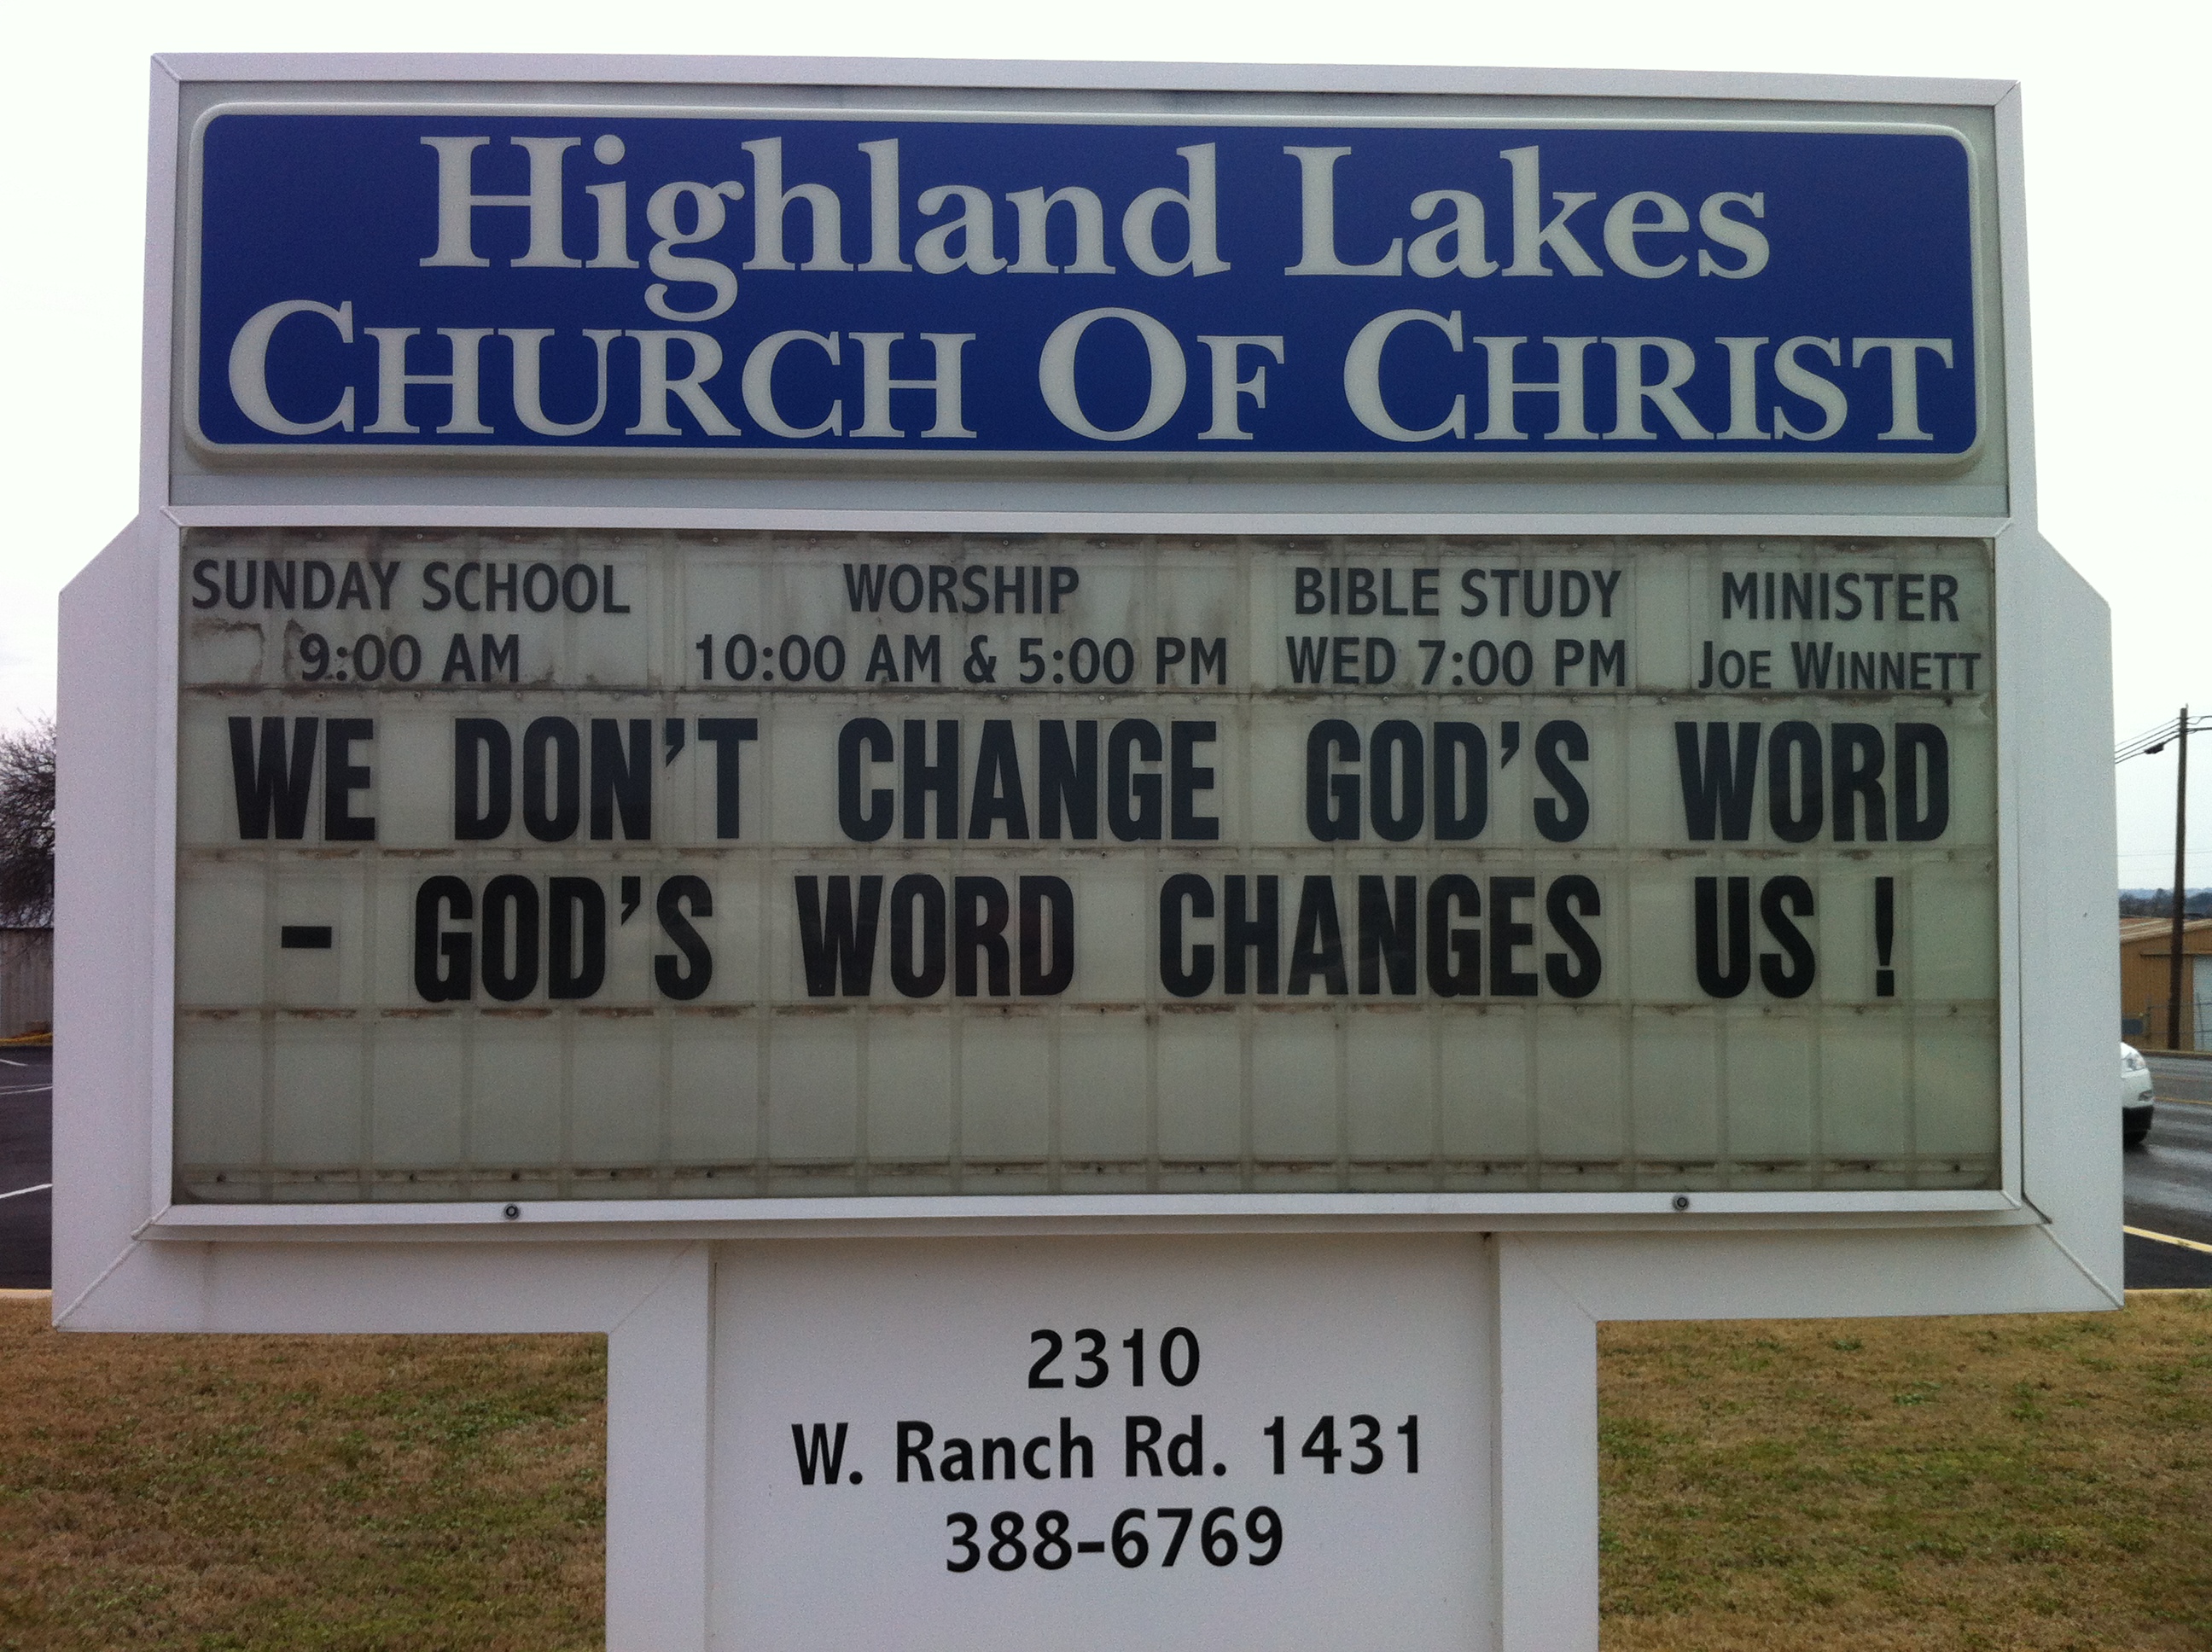 Highland Lakes
CHURCH OF CHRIST
SUNDAY SCHOOL WORSHIP BIBLE STUDY MINISTER
9:00 AM 10:00 AM & 5:00 PM WED 7:00 PM JOE WINNETT
WE DON'T CHANGE GOD'S WORD
- GOD'S WORD CHANGES US !
2310
W. Ranch Rd. 1431
388-6769